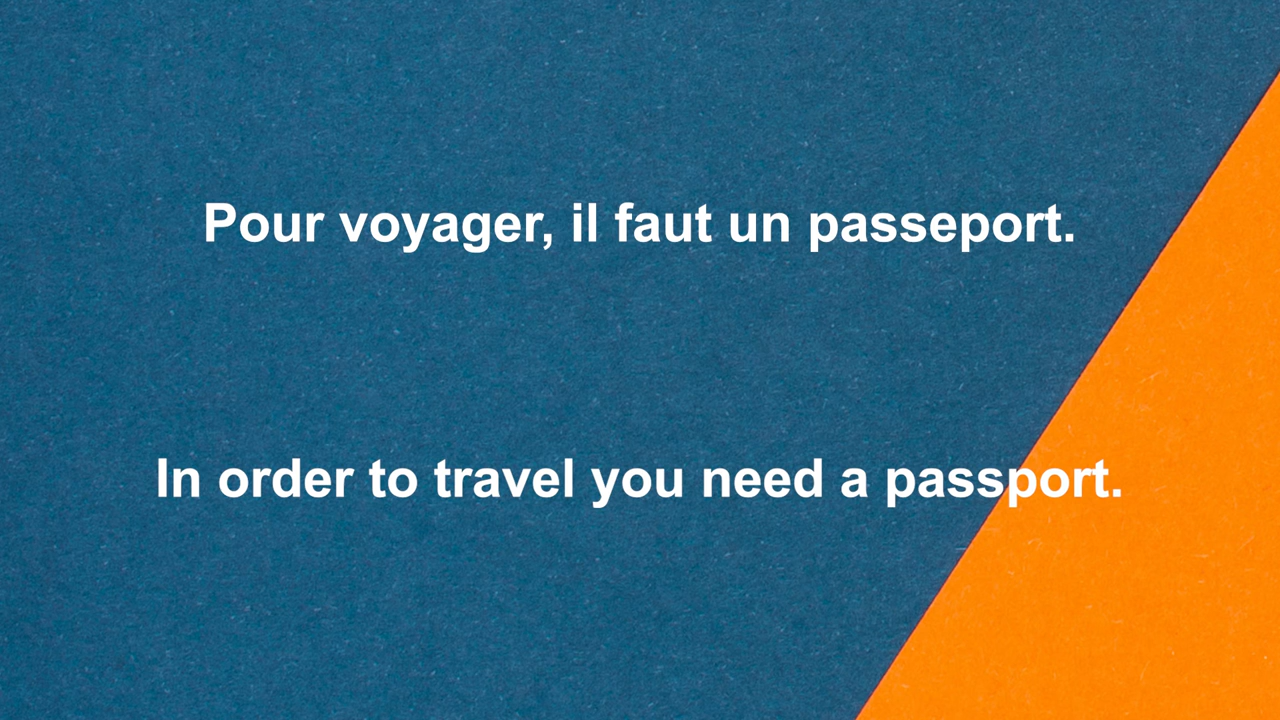 Pour voyager, il faut un passeport.
In order to travel you need a passport.